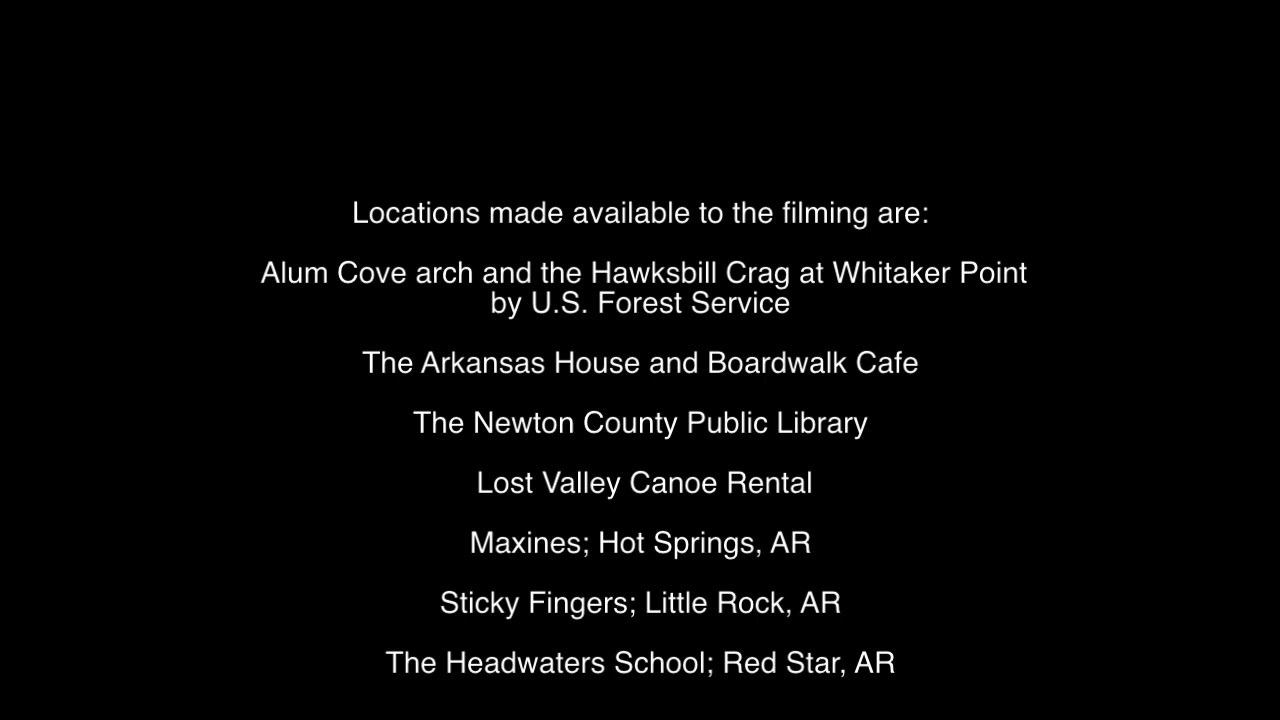 Locations made available to the filming are:
Alum Cove arch and the Hawksbill Crag at Whitaker Point
by U.S. Forest Service
The Arkansas House and Boardwalk Cafe
The Newton County Public Library
Lost Valley Canoe Rental
Maxines; Hot Springs, AR
Sticky Fingers; Little Rock, AR
The Headwaters School; Red Star, AR